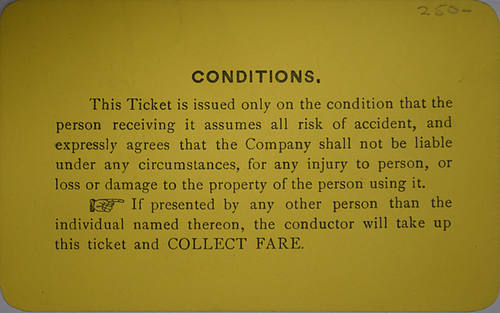 250-
CONDITIONS.
This Ticket is issued only on the condition that the
person receiving it assumes all risk of accident, and
expressly agrees that the Company shall not be liable
under any circumstances, for any injury to person, or
loss or damage to the property of the person using it.
☞ If presented by any other person than the
individual named thereon, the conductor will take up
this ticket and COLLECT FARE.